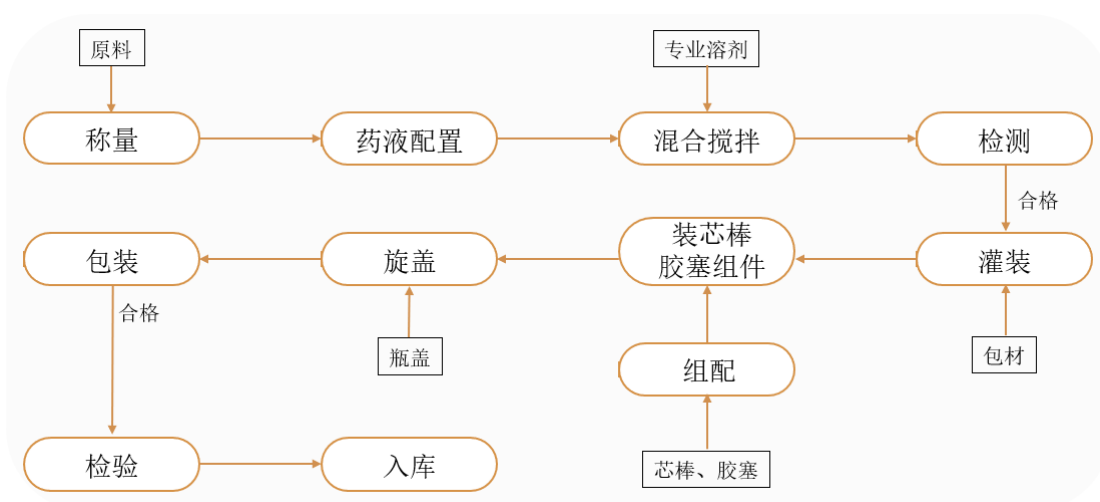 原料
专业溶剂
称量
药液配置
混合搅拌
检测
合格
包装
旋盖
装芯棒
胶塞组件
灌装
合格
瓶盖
组配
包材
检验
入库
芯棒、胶塞